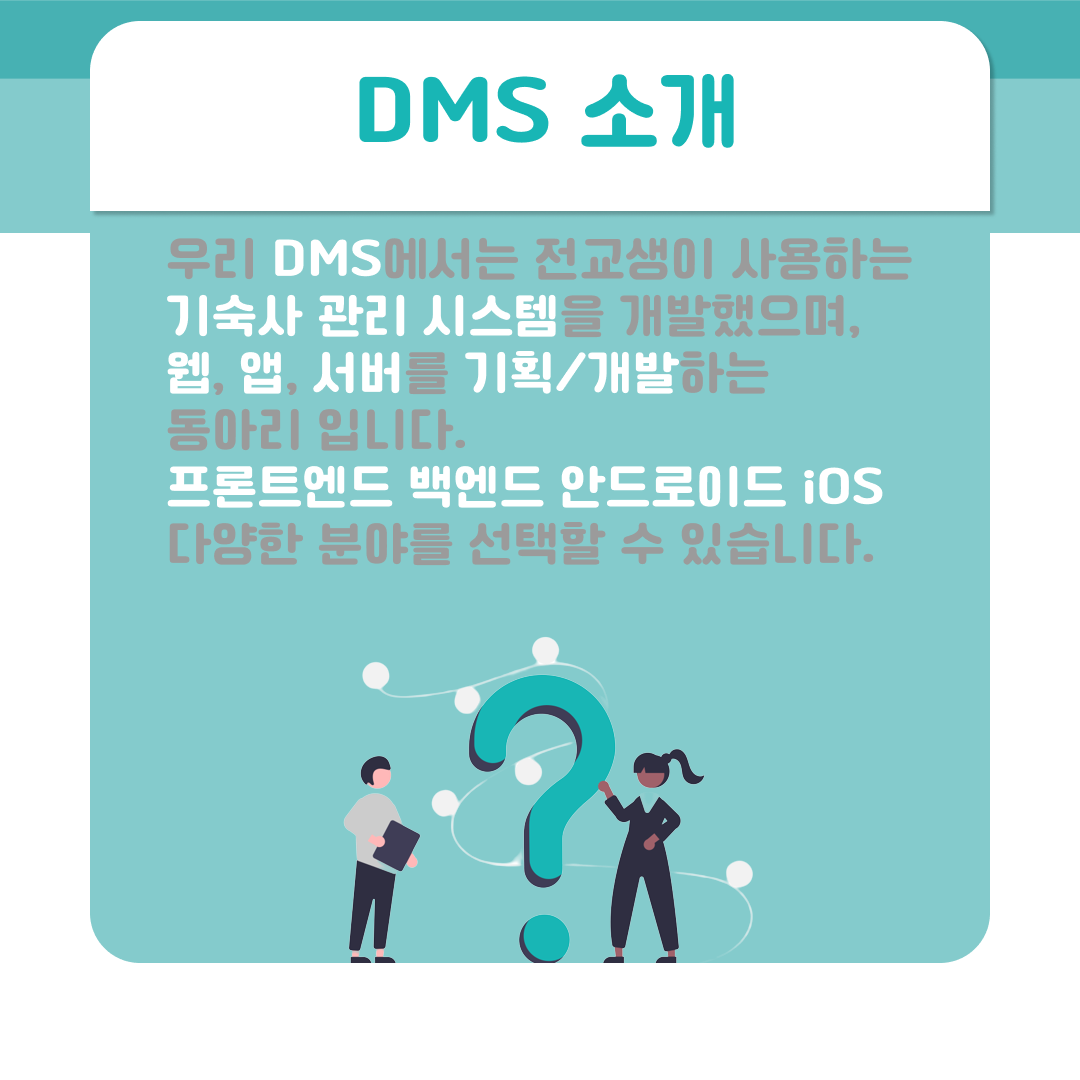 DMS 소개
우리 DMS에서는 전교생이 사용하는
기숙사 관리 시스템을 개발했으며,
웹, 앱, 서버를 기획/개발하는
동아리 입니다.
프론트엔드 백엔드 안드로이드 iOS
다양한 분야를 선택할 수 있습니다.